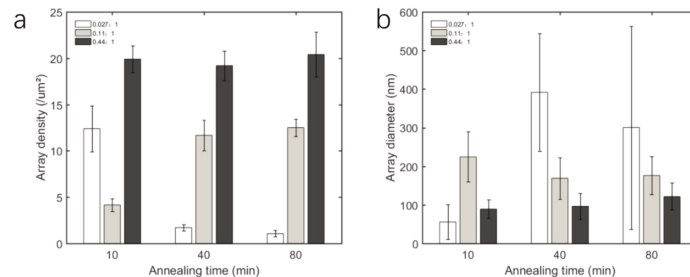 a
0.027：1
0.11：1
0.44：1
Array density (/um²)
25
20
15
10
5
0
10 40 80
Annealing time (min)
b
0.027：1
0.11：1
0.44：1
Array diameter (nm)
600
500
400
300
200
100
0
10 40 80
Annealing time (min)